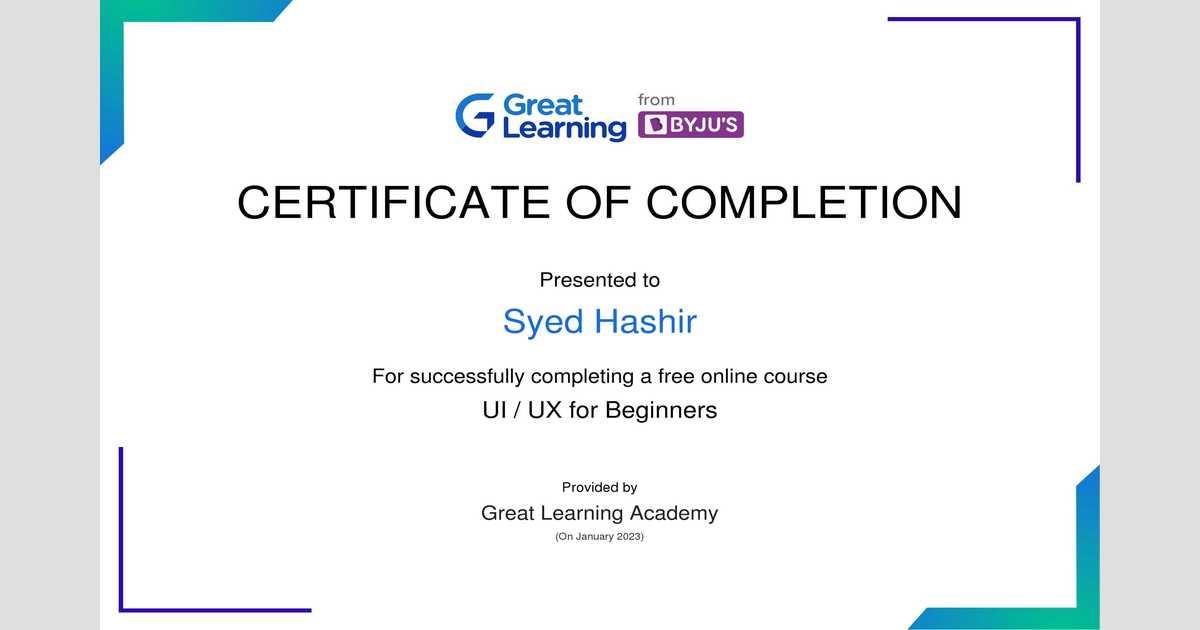 Great Learning
from
BYJU'S
CERTIFICATE OF COMPLETION
Presented to
Syed Hashir
For successfully completing a free online course
UI / UX for Beginners
Provided by
Great Learning Academy
(On January 2023)